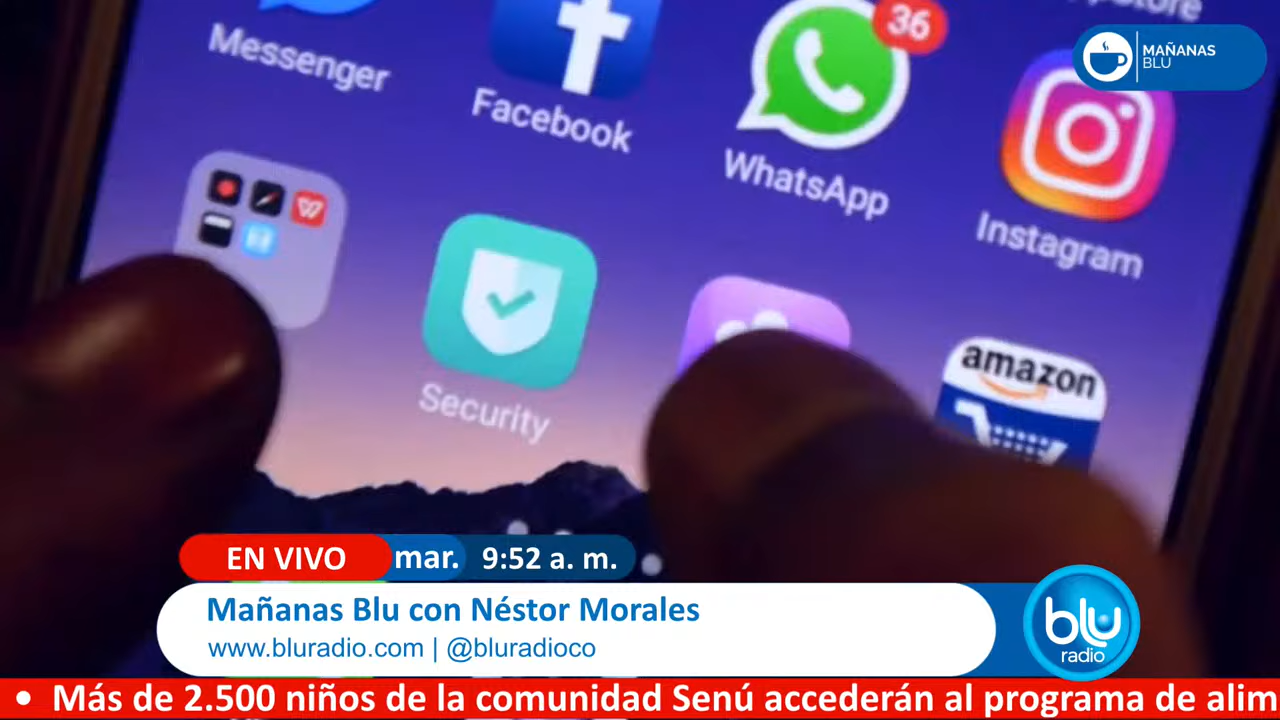 Store
36
MAÑANAS
BLU
Messenger
Facebook
WhatsApp
Instagram
Security
amazon
EN VIVO mar. 9:52 a. m.
Mañanas Blu con Néstor Morales
www.bluradio.com | @bluradioco
blu
radio
• Más de 2.500 niños de la comunidad Senú accederán al programa de alim